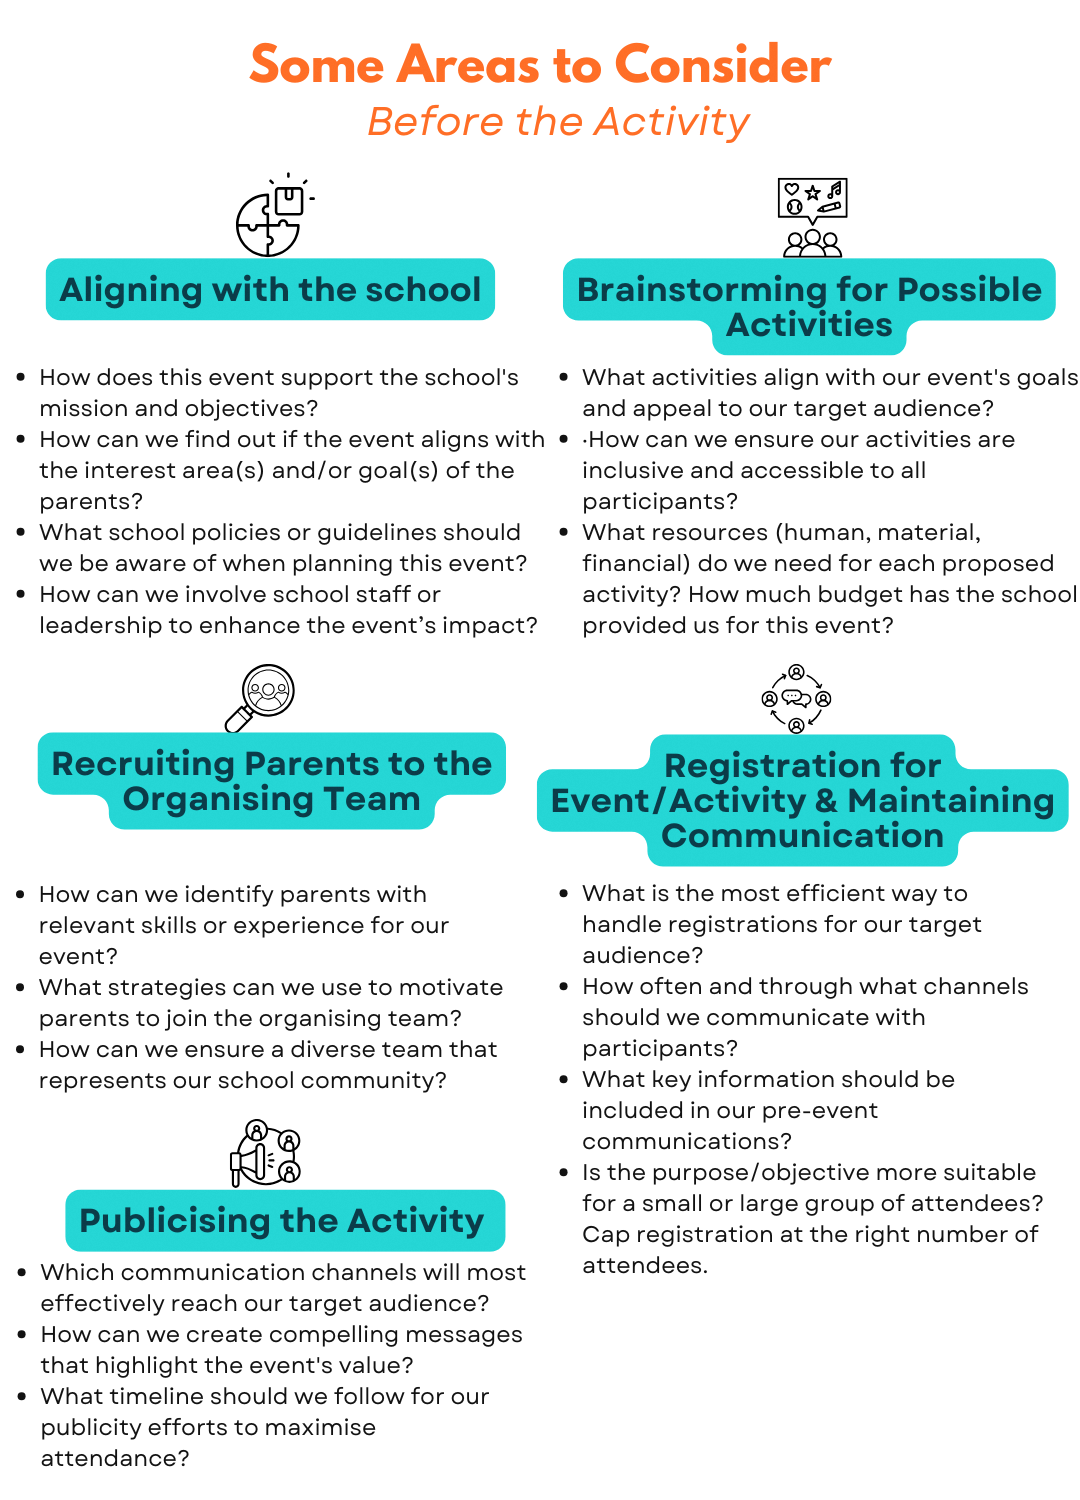 Some Areas to Consider
Before the Activity
Aligning with the school
• How does this event support the school's
mission and objectives?
• How can we find out if the event aligns with
the interest area(s) and/or goal(s) of the
parents?
• What school policies or guidelines should
we be aware of when planning this event?
• How can we involve school staff or
leadership to enhance the event’s impact?
Brainstorming for Possible
Activities
• What activities align with our event's goals
and appeal to our target audience?
• ·How can we ensure our activities are
inclusive and accessible to all
participants?
• What resources (human, material,
financial) do we need for each proposed
activity? How much budget has the school
provided us for this event?
Recruiting Parents to the
Organising Team
• How can we identify parents with
relevant skills or experience for our
event?
• What strategies can we use to motivate
parents to join the organising team?
• How can we ensure a diverse team that
represents our school community?
Registration for
Event/Activity & Maintaining
Communication
• What is the most efficient way to
handle registrations for our target
audience?
• How often and through what channels
should we communicate with
participants?
• What key information should be
included in our pre-event
communications?
• Is the purpose/objective more suitable
for a small or large group of attendees?
Cap registration at the right number of
attendees.
Publicising the Activity
• Which communication channels will most
effectively reach our target audience?
• How can we create compelling messages
that highlight the event's value?
• What timeline should we follow for our
publicity efforts to maximise
attendance?